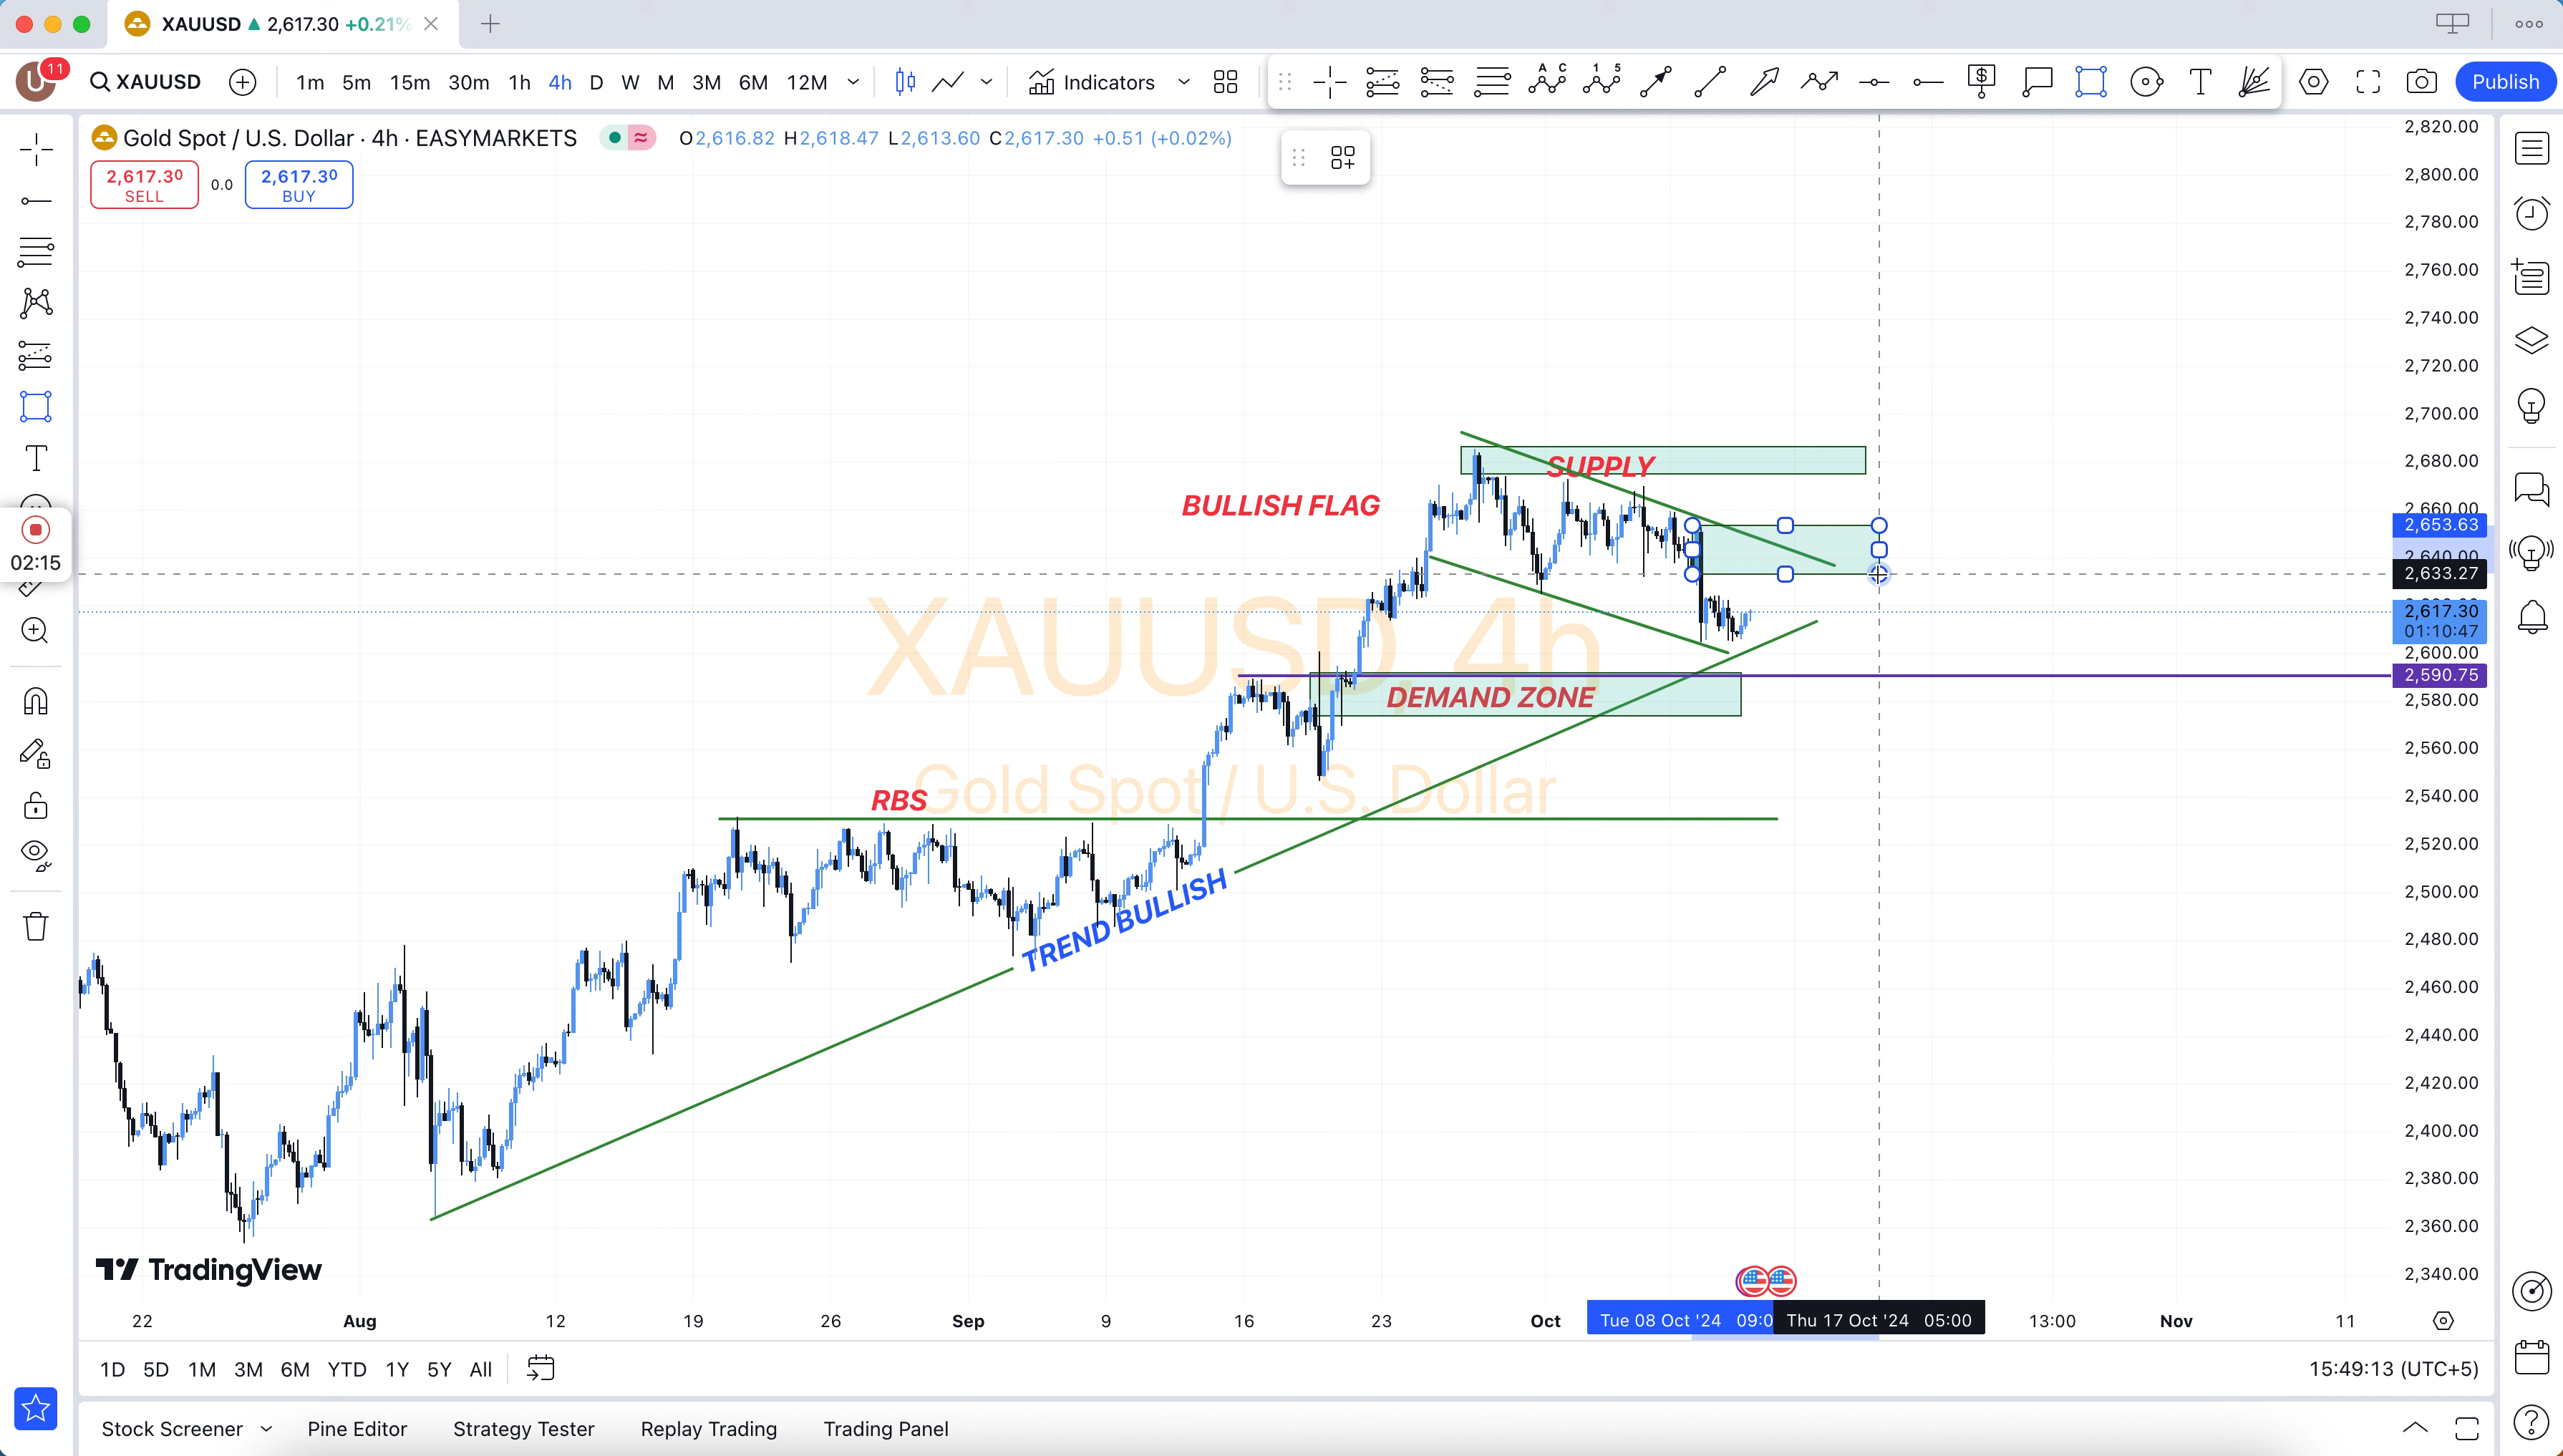 XAUUSD ▲ 2,617.30 +0.21%
U 11 XAUUSD 1m 5m 15m 30m 1h 4h D W M 3M 6M 12M Indicators Publish
Gold Spot / U.S. Dollar · 4h · EASYMARKETS O2,616.82 H2,618.47 L2,613.60 C2,617.30 +0.51 (+0.02%)
2,617.30 0.0 2,617.30
SELL BUY
2,820.00
2,800.00
2,780.00
2,760.00
2,740.00
2,720.00
2,700.00
2,680.00
2,660.00
2,653.63
2,640.00
2,633.27
2,617.30
01:10:47
2,600.00
2,590.75
2,580.00
2,560.00
2,540.00
2,520.00
2,500.00
2,480.00
2,460.00
2,440.00
2,420.00
2,400.00
2,380.00
2,360.00
2,340.00
SUPPLY
BULLISH FLAG
02:15
XAUUSD, 4h
DEMAND ZONE
Gold Spot / U.S. Dollar
RBS
TREND BULLISH
TradingView
22 Aug 12 19 26 Sep 9 16 23 Oct Tue 08 Oct '24 09:0 Thu 17 Oct '24 05:00 13:00 Nov 11
1D 5D 1M 3M 6M YTD 1Y 5Y All 15:49:13 (UTC+5)
Stock Screener Pine Editor Strategy Tester Replay Trading Trading Panel